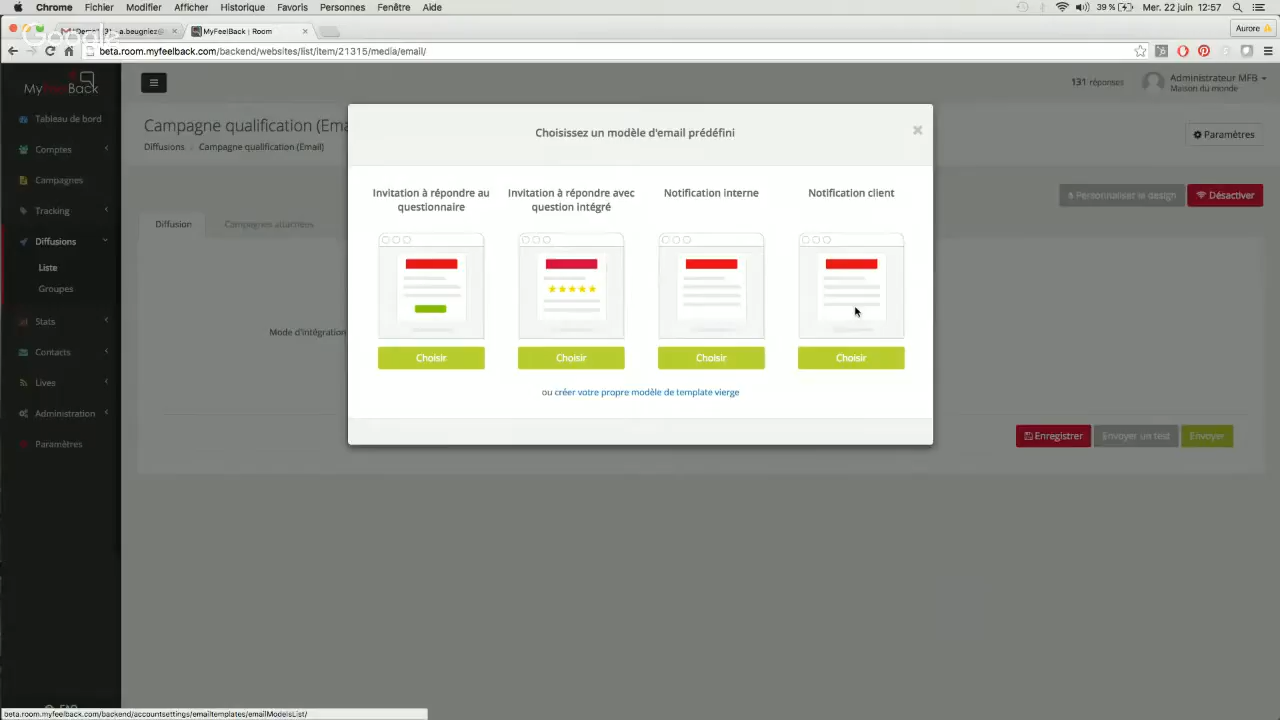 Chrome Fichier Modifier Afficher Historique Favoris Personnes Fenêtre Aide
39 % Mer. 22 juin 12:57
MyFeelBack | Room
Aurore
Google
beta.room.myfeelback.com/backend/websites/list/item/21315/media/email/
MyFeelBack
131 réponses
Administrateur MFB
Maison du monde
Tableau de bord
Comptes
Campagnes
Tracking
Diffusions
Liste
Groupes
Stats
Contacts
Lives
Administration
Paramètres
FAQ
Campagne qualification (Ema
Diffusions / Campagne qualification (Email)
Paramètres
Personnaliser le design
Désactiver
Diffusion
Campagnes attachées
Mode d'intégration
Enregistrer
Envoyer un test
Envoyer
Choisissez un modèle d'email prédéfini
×
Invitation à répondre au
questionnaire
Choisir
Invitation à répondre avec
question intégré
Choisir
Notification interne
Choisir
Notification client
Choisir
ou créer votre propre modèle de template vierge
beta.room.myfeelback.com/backend/accountsettings/emailtemplates/emailModelsList/